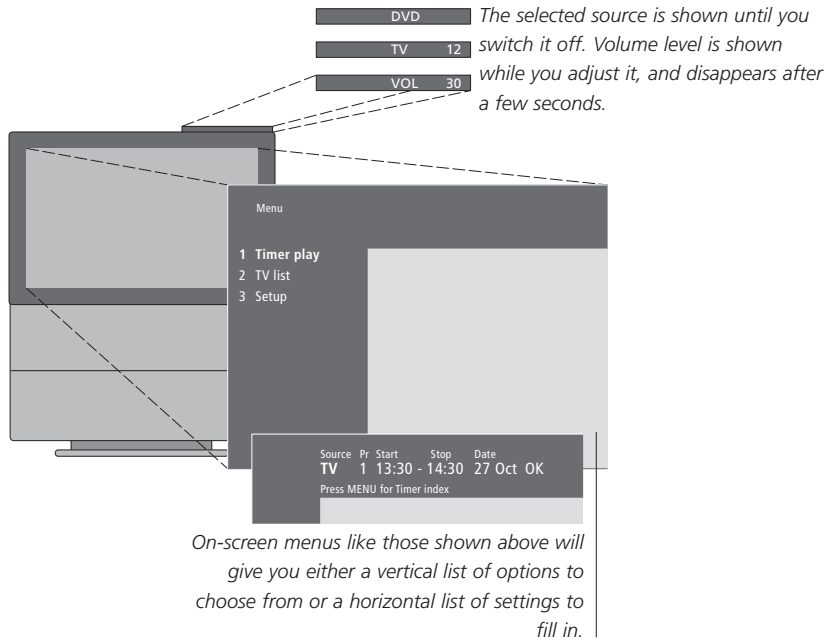 DVD
TV 12
VOL 30
The selected source is shown until you
switch it off. Volume level is shown
while you adjust it, and disappears after
a few seconds.
Menu
1 Timer play
2 TV list
3 Setup
Source Pr Start Stop Date
TV 1 13:30 - 14:30 27 Oct OK
Press MENU for Timer index
On-screen menus like those shown above will
give you either a vertical list of options to
choose from or a horizontal list of settings to
fill in.